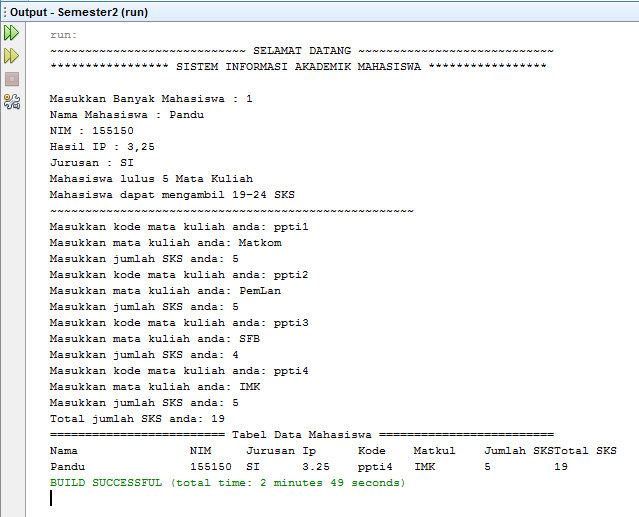 Output - Semester2 (run)
run:
~~~~~~~~~~~~~~~~~~~~~~~~~~~~ SELAMAT DATANG ~~~~~~~~~~~~~~~~~~~~~~~~~~~~
***************** SISTEM INFORMASI AKADEMIK MAHASISWA *****************
Masukkan Banyak Mahasiswa : 1
Nama Mahasiswa : Pandu
NIM : 155150
Hasil IP : 3,25
Jurusan : SI
Mahasiswa lulus 5 Mata Kuliah
Mahasiswa dapat mengambil 19-24 SKS
~~~~~~~~~~~~~~~~~~~~~~~~~~~~~~~~~~~~~~~~~~~~~~~~~~~~
Masukkan kode mata kuliah anda: ppti1
Masukkan mata kuliah anda: Matkom
Masukkan jumlah SKS anda: 5
Masukkan kode mata kuliah anda: ppti2
Masukkan mata kuliah anda: PemLan
Masukkan jumlah SKS anda: 5
Masukkan kode mata kuliah anda: ppti3
Masukkan mata kuliah anda: SFB
Masukkan jumlah SKS anda: 4
Masukkan kode mata kuliah anda: ppti4
Masukkan mata kuliah anda: IMK
Masukkan jumlah SKS anda: 5
Total jumlah SKS anda: 19
========================= Tabel Data Mahasiswa =========================
Nama NIM Jurusan Ip Kode Matkul Jumlah SKSTotal SKS
Pandu 155150 SI 3.25 ppti4 IMK 5 19
BUILD SUCCESSFUL (total time: 2 minutes 49 seconds)